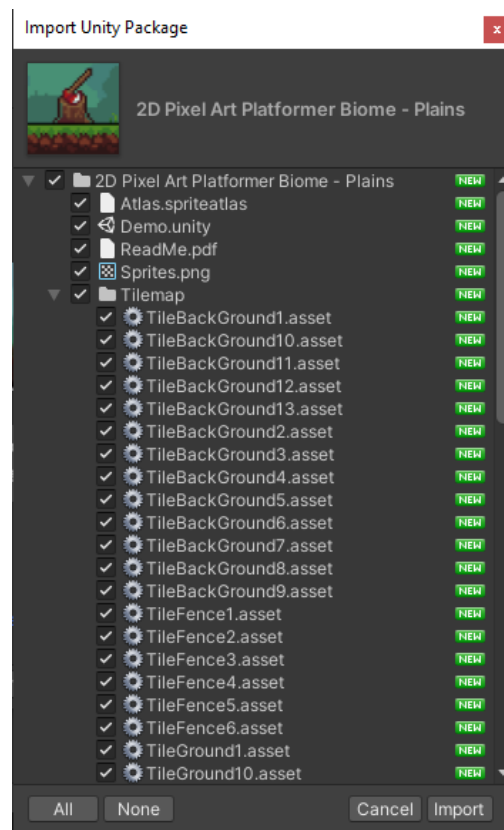 Import Unity Package
x
2D Pixel Art Platformer Biome - Plains
2D Pixel Art Platformer Biome - Plains NEW
Atlas.spriteatlas NEW
Demo.unity NEW
ReadMe.pdf NEW
Sprites.png NEW
Tilemap NEW
TileBackGround1.asset NEW
TileBackGround10.asset NEW
TileBackGround11.asset NEW
TileBackGround12.asset NEW
TileBackGround13.asset NEW
TileBackGround2.asset NEW
TileBackGround3.asset NEW
TileBackGround4.asset NEW
TileBackGround5.asset NEW
TileBackGround6.asset NEW
TileBackGround7.asset NEW
TileBackGround8.asset NEW
TileBackGround9.asset NEW
TileFence1.asset NEW
TileFence2.asset NEW
TileFence3.asset NEW
TileFence4.asset NEW
TileFence5.asset NEW
TileFence6.asset NEW
TileGround1.asset NEW
TileGround10.asset NEW
All None Cancel Import